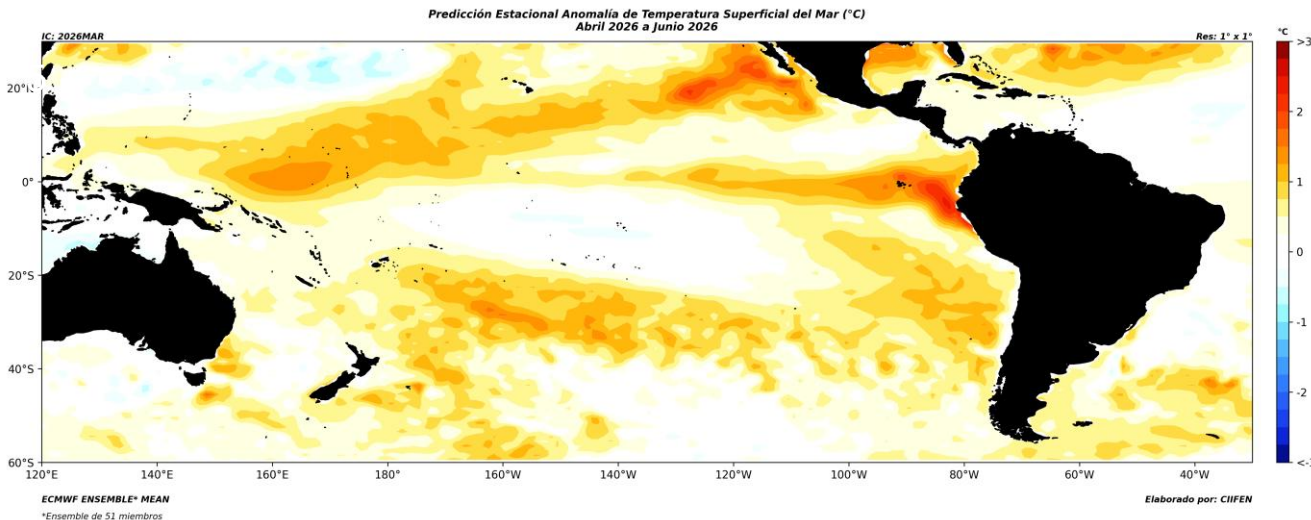 Predicción Estacional Anomalía de Temperatura Superficial del Mar (°C)
Abril 2026 a Junio 2026
IC: 2026MAR
Res: 1° x 1°
°C
>3
2
1
0
-1
-2
<-3
20°N
0°
20°S
40°S
60°S
120°E
140°E
160°E
180°
160°W
140°W
120°W
100°W
80°W
60°W
40°W
ECMWF ENSEMBLE* MEAN
Elaborado por: CIIFEN
*Ensemble de 51 miembros